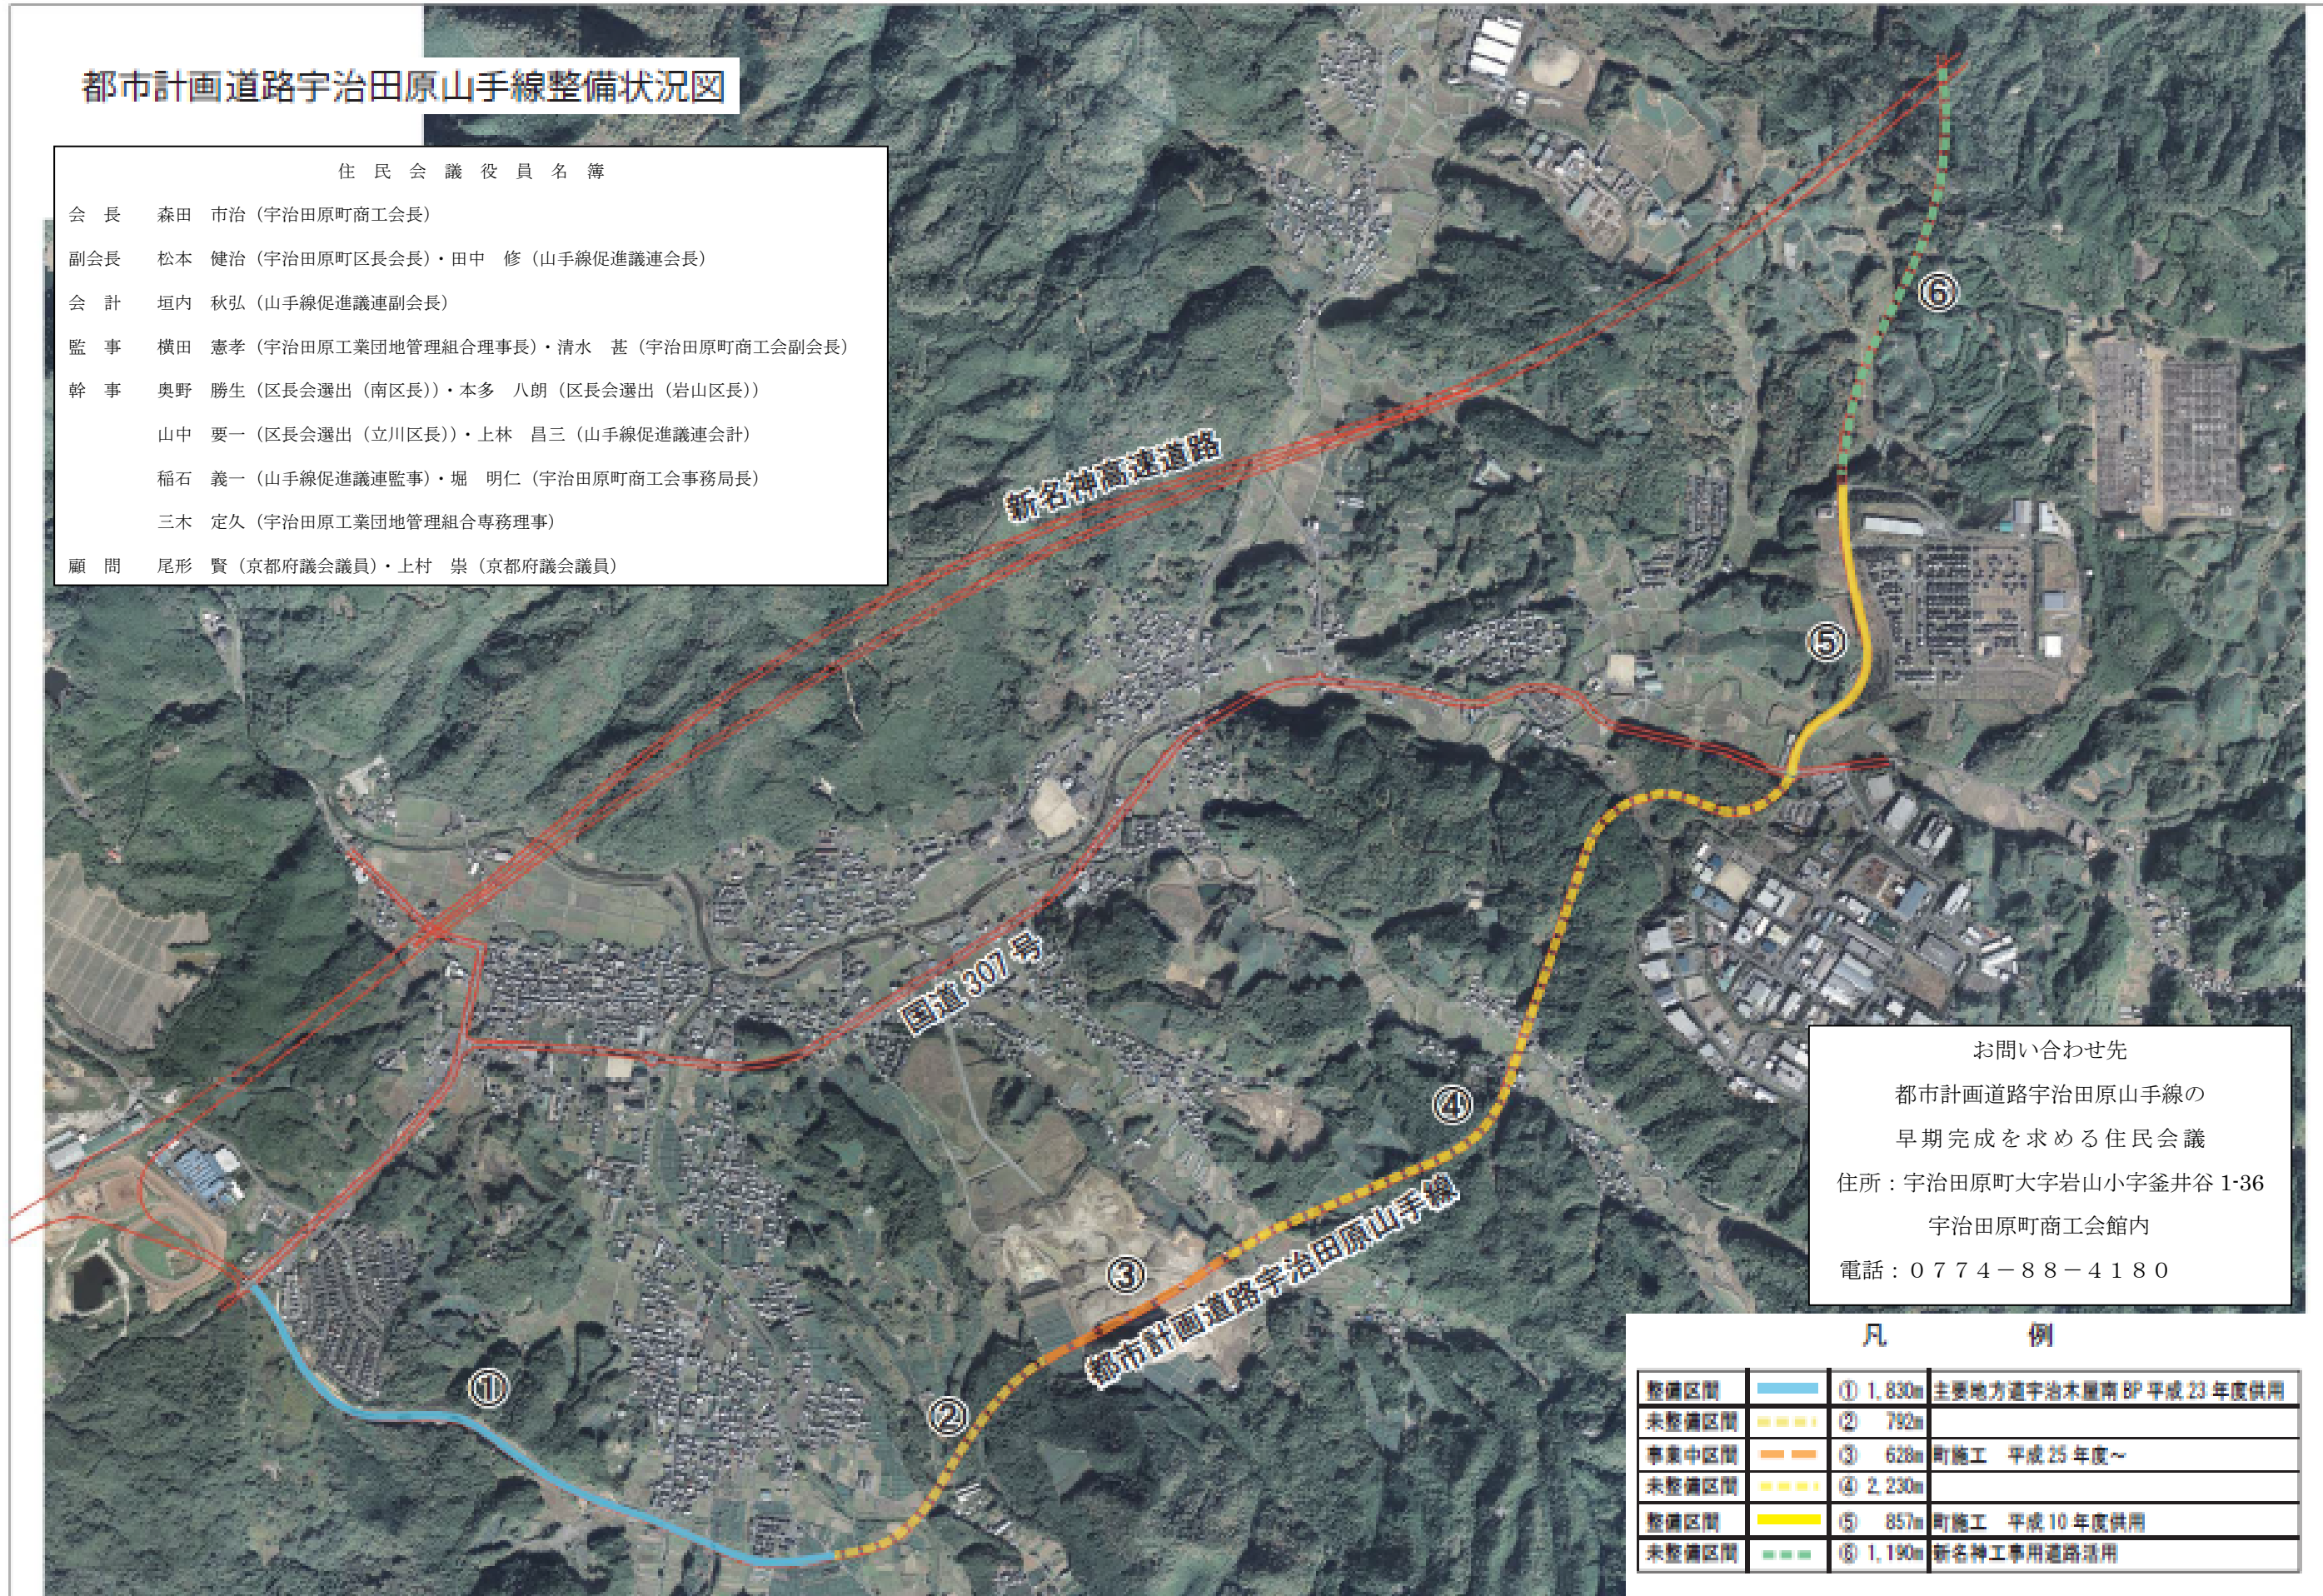 都市計画道路宇治田原山手線整備状況図
住民会議役員名簿
会　長　森田　市治（宇治田原町商工会長）
副会長　松本　健治（宇治田原町区長会長）・田中　修（山手線促進議連会長）
会　計　垣内　秋弘（山手線促進議連副会長）
監　事　横田　憲孝（宇治田原工業団地管理組合理事長）・清水　甚（宇治田原町商工会副会長）
幹　事　奥野　勝生（区長会選出（南区長））・本多　八朗（区長会選出（岩山区長））
山中　要一（区長会選出（立川区長））・上林　昌三（山手線促進議連会計）
稲石　義一（山手線促進議連監事）・堀　明仁（宇治田原町商工会事務局長）
三木　定久（宇治田原工業団地管理組合専務理事）
顧　問　尾形　賢（京都府議会議員）・上村　崇（京都府議会議員）
⑥
新名神高速道路
⑤
国道307号
④
③
都市計画道路宇治田原山手線
①
②
お問い合わせ先
都市計画道路宇治田原山手線の
早期完成を求める住民会議
住所：宇治田原町大字岩山小字釜井谷1-36
宇治田原町商工会館内
電話：０７７４－８８－４１８０
凡　例
整備区間　①　1,830m　主要地方道宇治木屋南BP 平成23年度供用
未整備区間　②　792m
事業中区間　③　628m　町施工　平成25年度～
未整備区間　④　2,230m
整備区間　⑤　857m　町施工　平成10年度供用
未整備区間　⑥　1,190m　新名神工事用道路活用